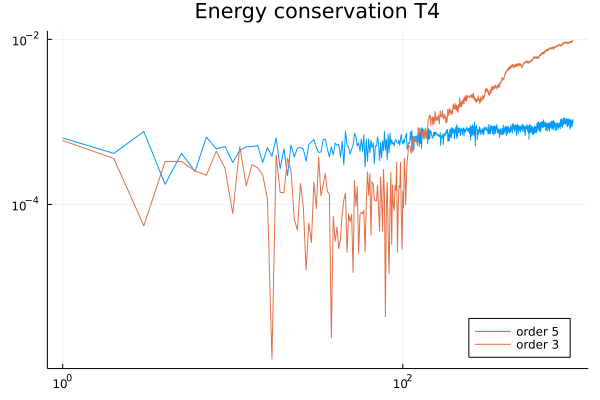 Energy conservation T4
10⁻²
10⁻⁴
10⁰
10²
order 5
order 3